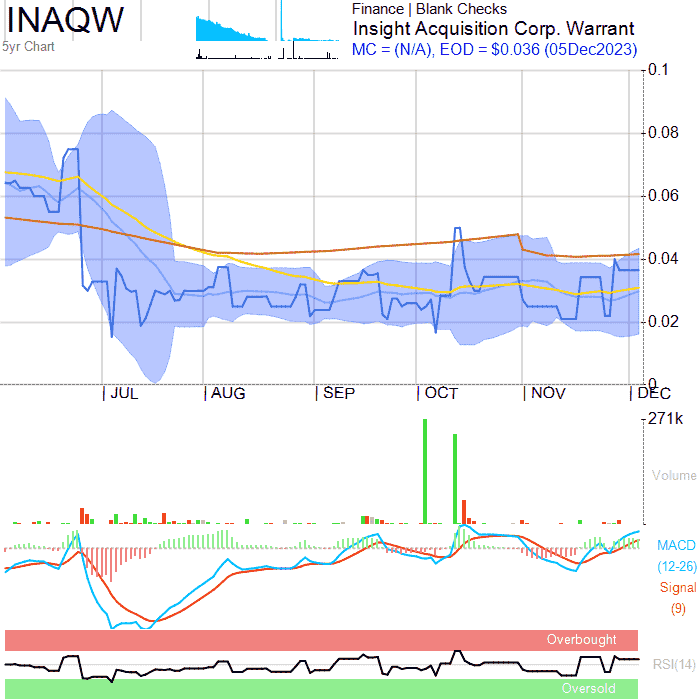 INAQW
5yr Chart
Finance | Blank Checks
Insight Acquisition Corp. Warrant
MC = (N/A), EOD = $0.036 (05Dec2023)
0.1
0.08
0.06
0.04
0.02
0
JUL AUG SEP OCT NOV DEC
271k
Volume
MACD
(12-26)
Signal
(9)
Overbought
RSI(14)
Oversold